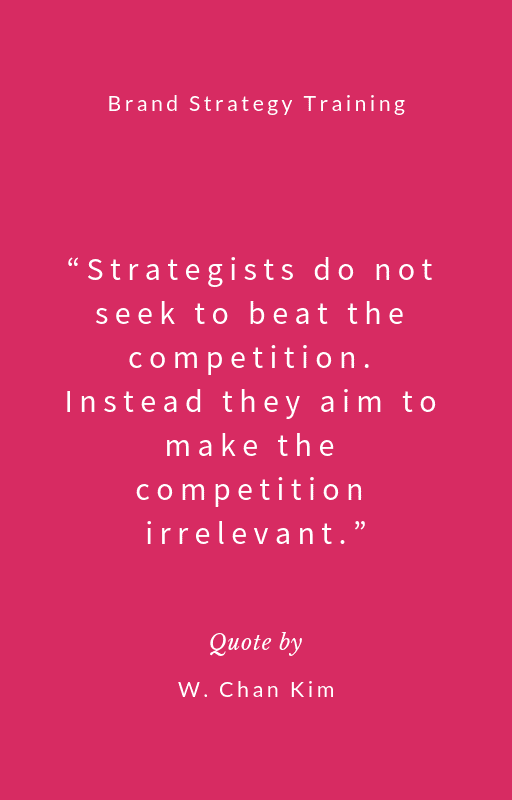 Brand Strategy Training
“Strategists do not
seek to beat the
competition.
Instead they aim to
make the
competition
irrelevant.”
Quote by
W. Chan Kim